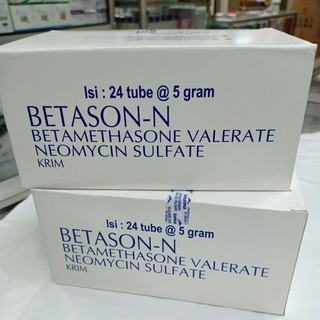 Isi : 24 tube @ 5 gram
BETASON-N
BETAMETHASONE VALERATE
NEOMYCIN SULFATE
KRIM
Isi : 24 tube @ 5 gram
BETASON-N
BETAMETHASONE VALERATE
NEOMYCIN SULFATE
KRIM